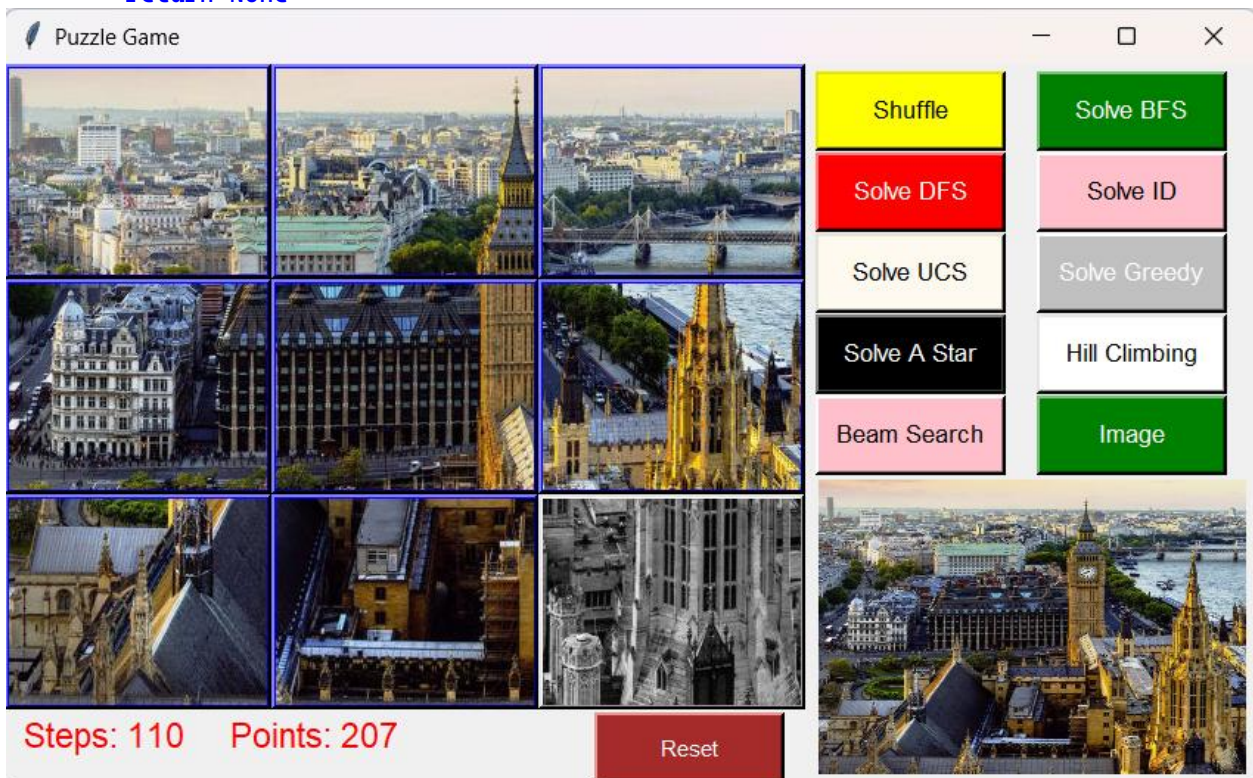 Puzzle Game
Shuffle
Solve BFS
Solve DFS
Solve ID
Solve UCS
Solve Greedy
Solve A Star
Hill Climbing
Beam Search
Image
Steps: 110
Points: 207
Reset